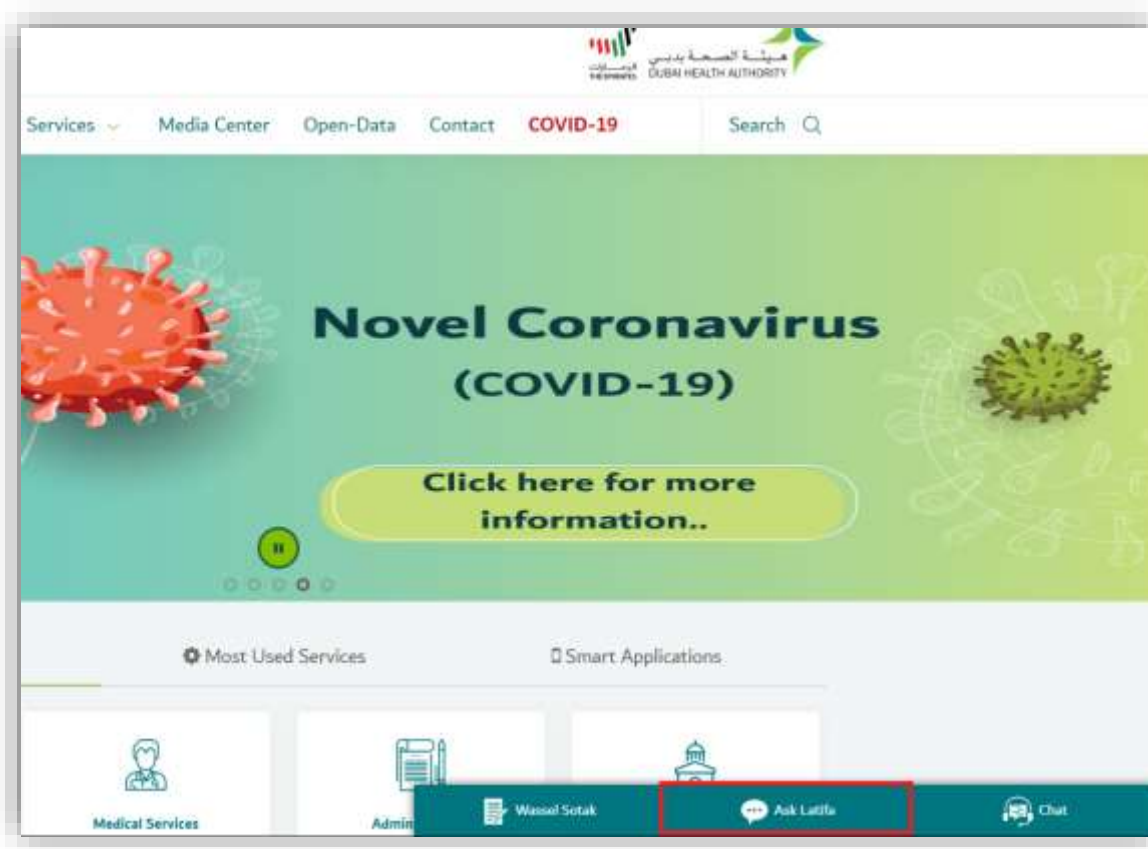 هيئة الصحة بدبي
DUBAI HEALTH AUTHORITY
Services
Media Center
Open-Data
Contact
COVID-19
Search
Novel Coronavirus
(COVID-19)
Click here for more
information..
Most Used Services
Smart Applications
Medical Services
Admin
Wassel Sotak
Ask Latifa
Chat